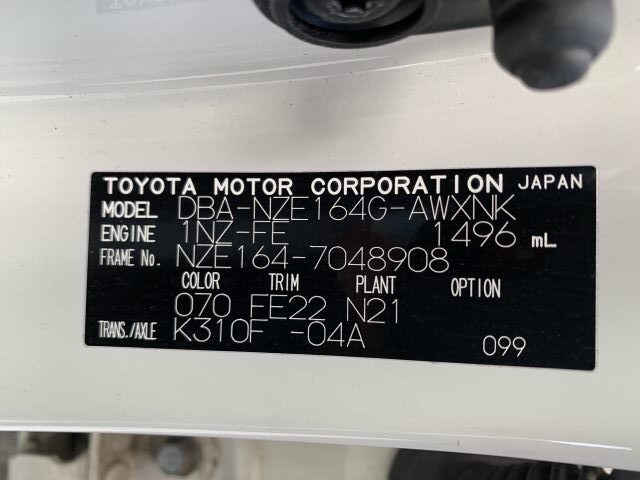 TOYOTA MOTOR CORPORATION JAPAN
MODEL DBA-NZE164G-AWXNK
ENGINE 1NZ-FE 1496 mL
FRAME No. NZE164-7048908
COLOR TRIM PLANT OPTION
070 FE22 N21
TRANS./AXLE K310F -04A
099